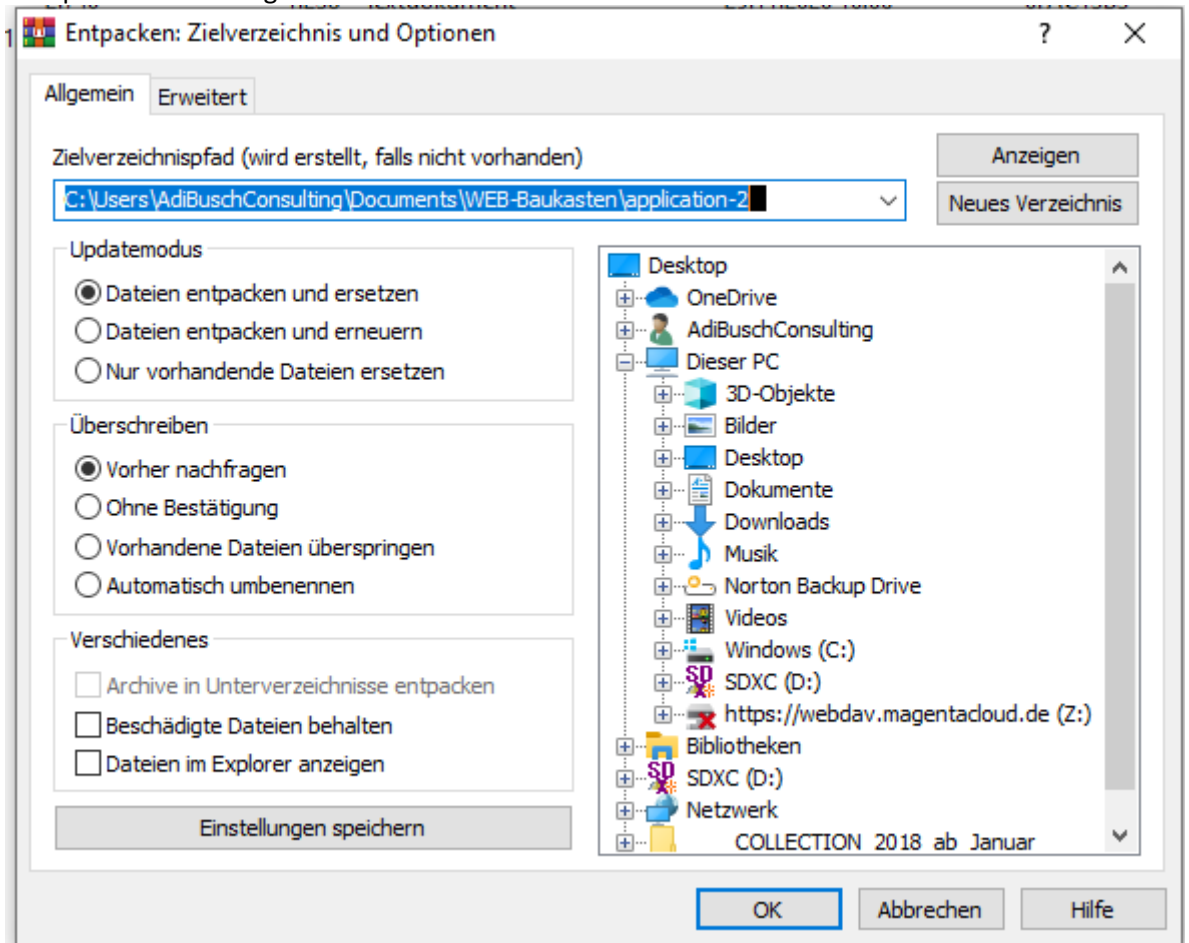 Entpacken: Zielverzeichnis und Optionen
Allgemein Erweitert
Zielverzeichnispfad (wird erstellt, falls nicht vorhanden)
Anzeigen
C:\Users\AdiBuschConsulting\Documents\WEB-Baukasten\application-2
Neues Verzeichnis
Updatemodus
Dateien entpacken und ersetzen
Dateien entpacken und erneuern
Nur vorhandende Dateien ersetzen
Überschreiben
Vorher nachfragen
Ohne Bestätigung
Vorhandene Dateien überspringen
Automatisch umbenennen
Verschiedenes
Archive in Unterverzeichnisse entpacken
Beschädigte Dateien behalten
Dateien im Explorer anzeigen
Einstellungen speichern
Desktop
OneDrive
AdiBuschConsulting
Dieser PC
3D-Objekte
Bilder
Desktop
Dokumente
Downloads
Musik
Norton Backup Drive
Videos
Windows (C:)
SDXC (D:)
https://webdav.magentacloud.de (Z:)
Bibliotheken
SDXC (D:)
Netzwerk
COLLECTION 2018 ab Januar
OK Abbrechen Hilfe